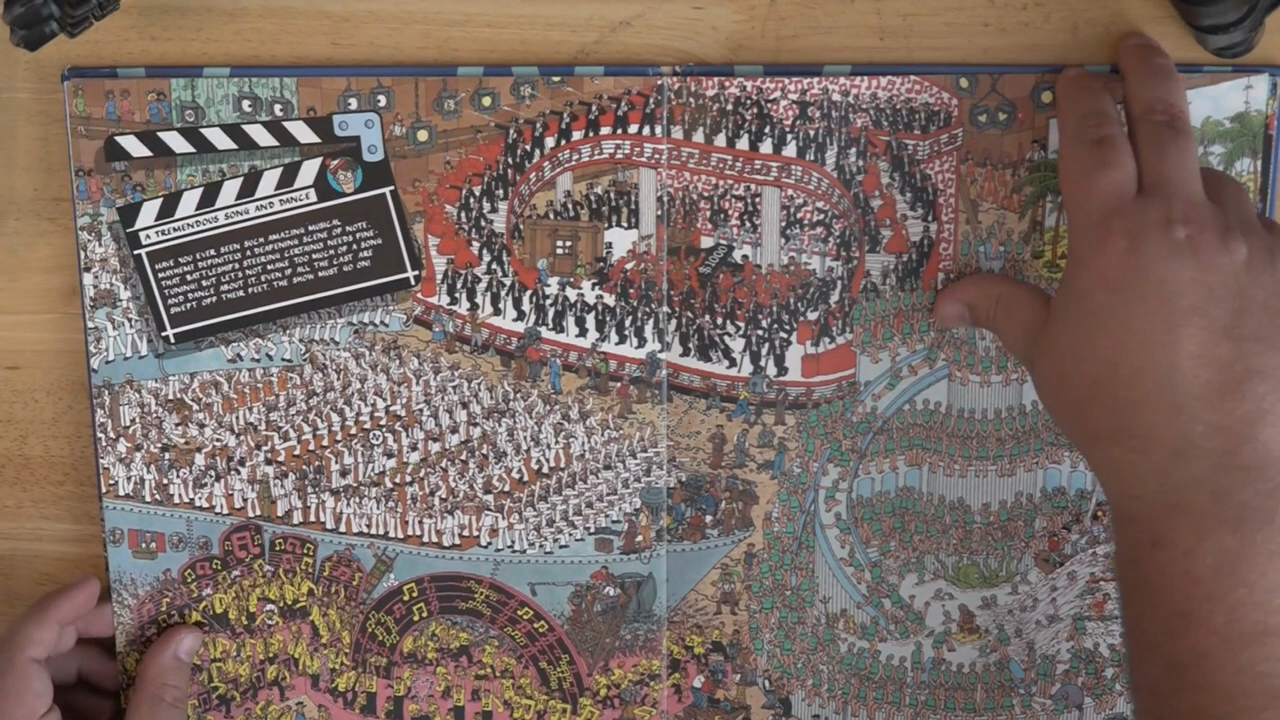 A TREMENDOUS SONG AND DANCE
HAVE YOU EVER SEEN SUCH AMAZING MUSICAL
MAYHEM! DEFINITELY A DEAFENING SCENE OF NOTE.
THAT BATTLESHIP'S STEERING CERTAINLY NEEDS FINE-
TUNING! BUT LET'S NOT MAKE TOO MUCH OF A SONG
AND DANCE ABOUT IT. EVEN IF ALL THE CAST ARE
SWEPT OFF THEIR FEET, THE SHOW MUST GO ON!
$1000